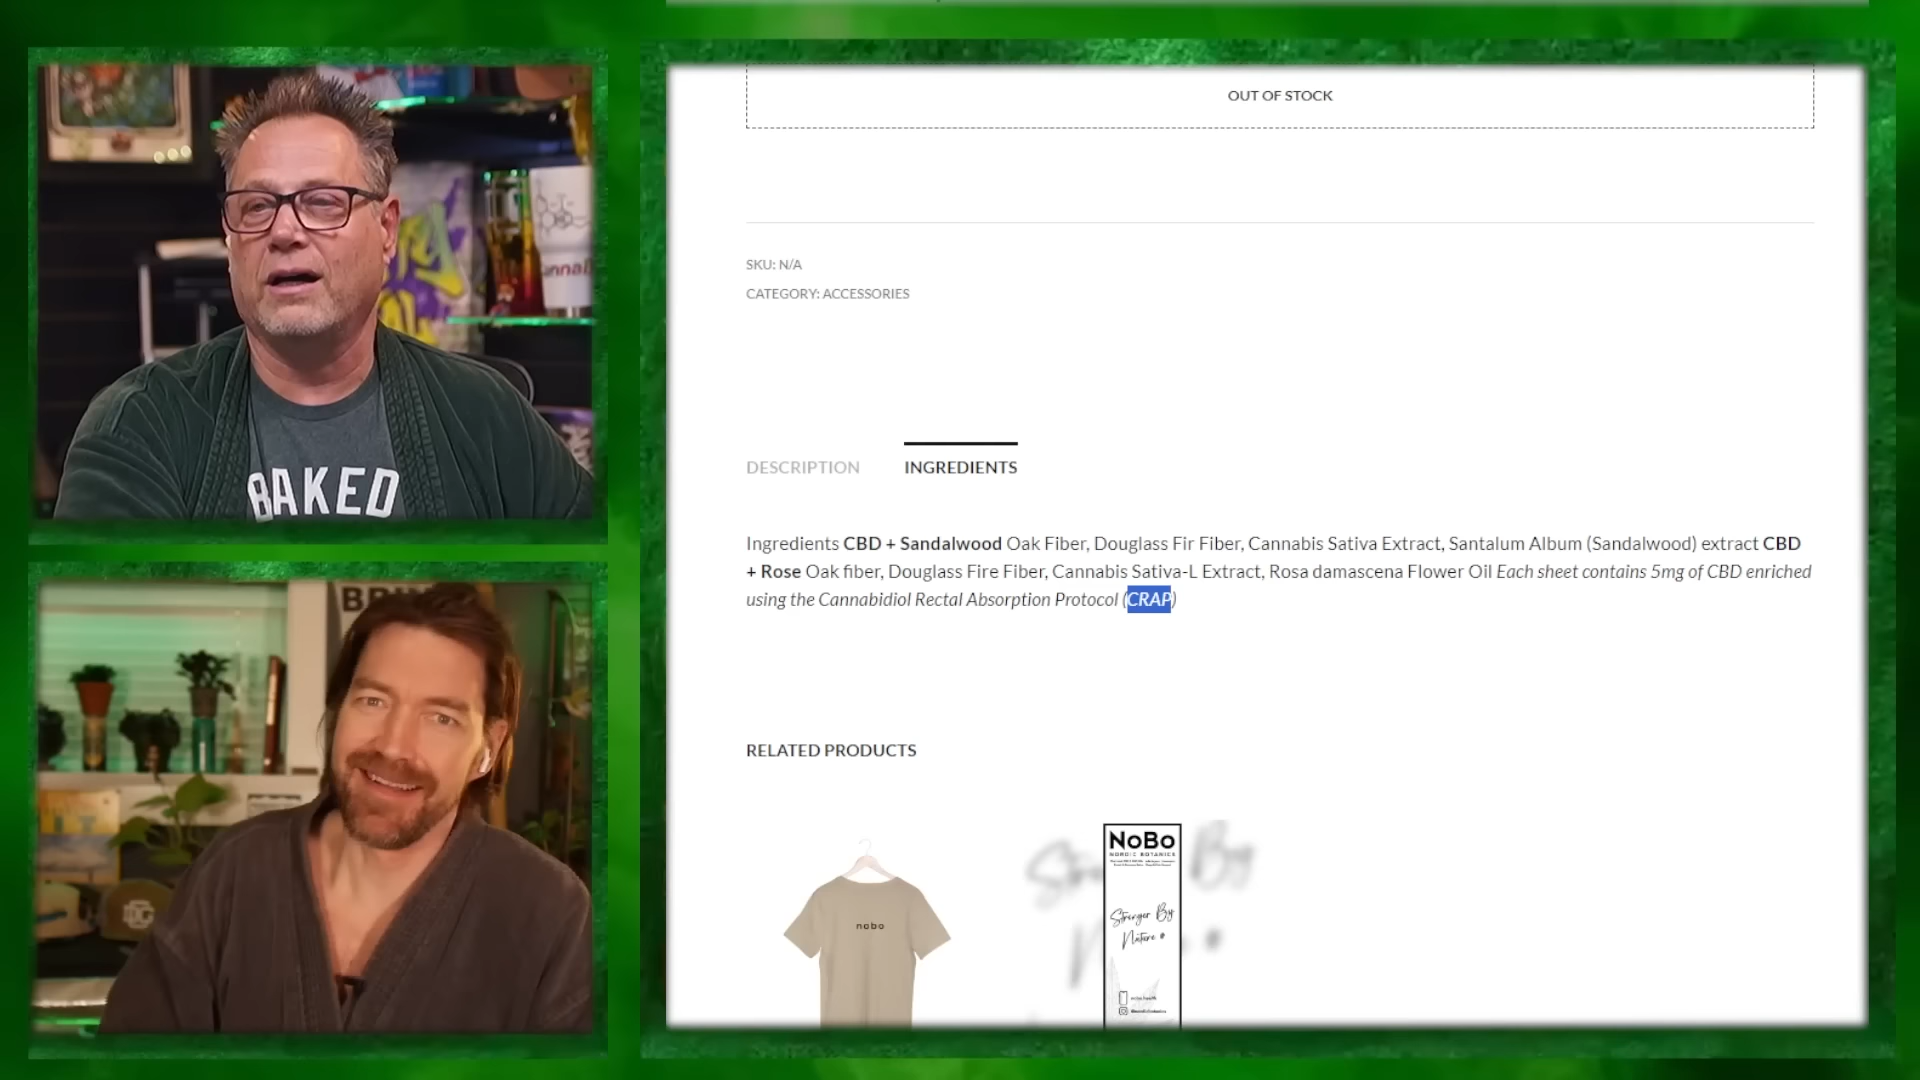 OUT OF STOCK
SKU: N/A
CATEGORY: ACCESSORIES
DESCRIPTION
INGREDIENTS
Ingredients CBD + Sandalwood Oak Fiber, Douglass Fir Fiber, Cannabis Sativa Extract, Santalum Album (Sandalwood) extract CBD
+ Rose Oak fiber, Douglass Fire Fiber, Cannabis Sativa-L Extract, Rosa damascena Flower Oil Each sheet contains 5mg of CBD enriched
using the Cannabidiol Rectal Absorption Protocol (CRAP)
RELATED PRODUCTS
nobo
NoBo
NORDIC BOTANICS
Stronger By
Nature
BAKED